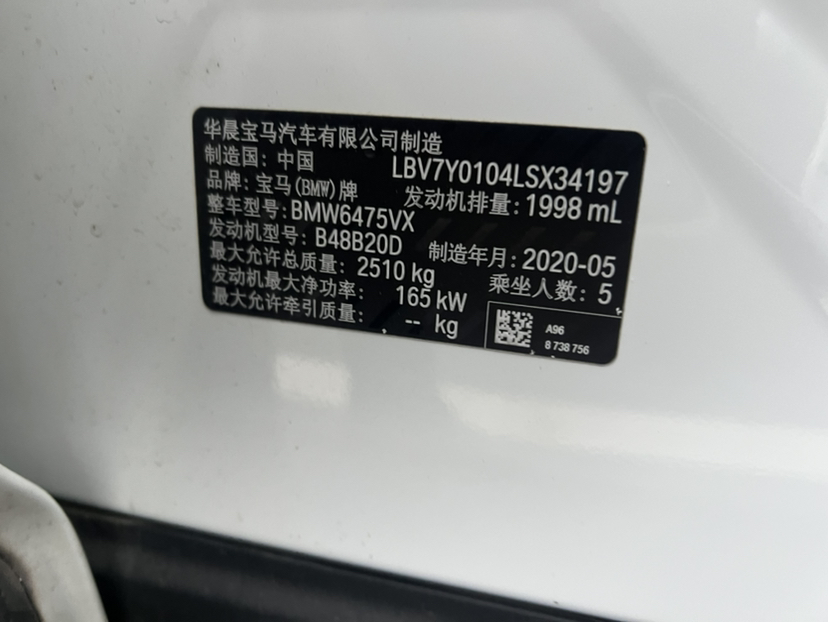 华晨宝马汽车有限公司制造
制造国：中国 LBV7Y0104LSX34197
品牌：宝马(BMW)牌 发动机排量：1998 mL
整车型号：BMW6475VX
发动机型号：B48B20D 制造年月：2020-05
最大允许总质量：2510 kg 乘坐人数：5
发动机最大净功率：165 kW
最大允许牵引质量：-- kg
A96
8 738 756